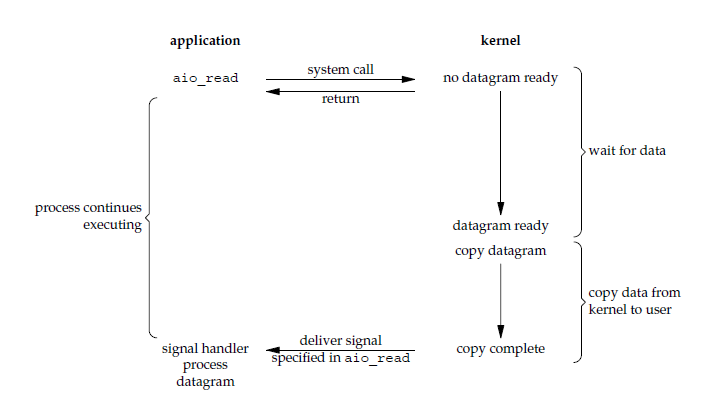 application
kernel
aio_read
system call
no datagram ready
return
wait for data
process continues
executing
datagram ready
copy datagram
copy data from
kernel to user
signal handler
process
datagram
deliver signal
specified in aio_read
copy complete